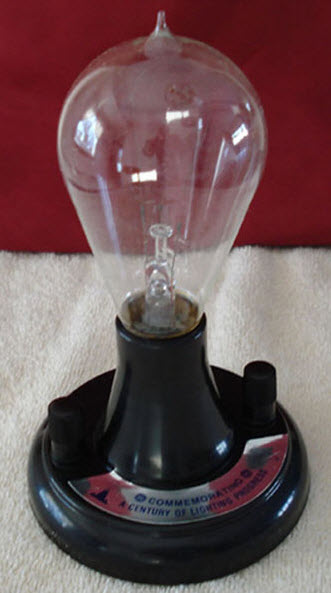 COMMEMORATING
A CENTURY OF LIGHTING PROGRESS